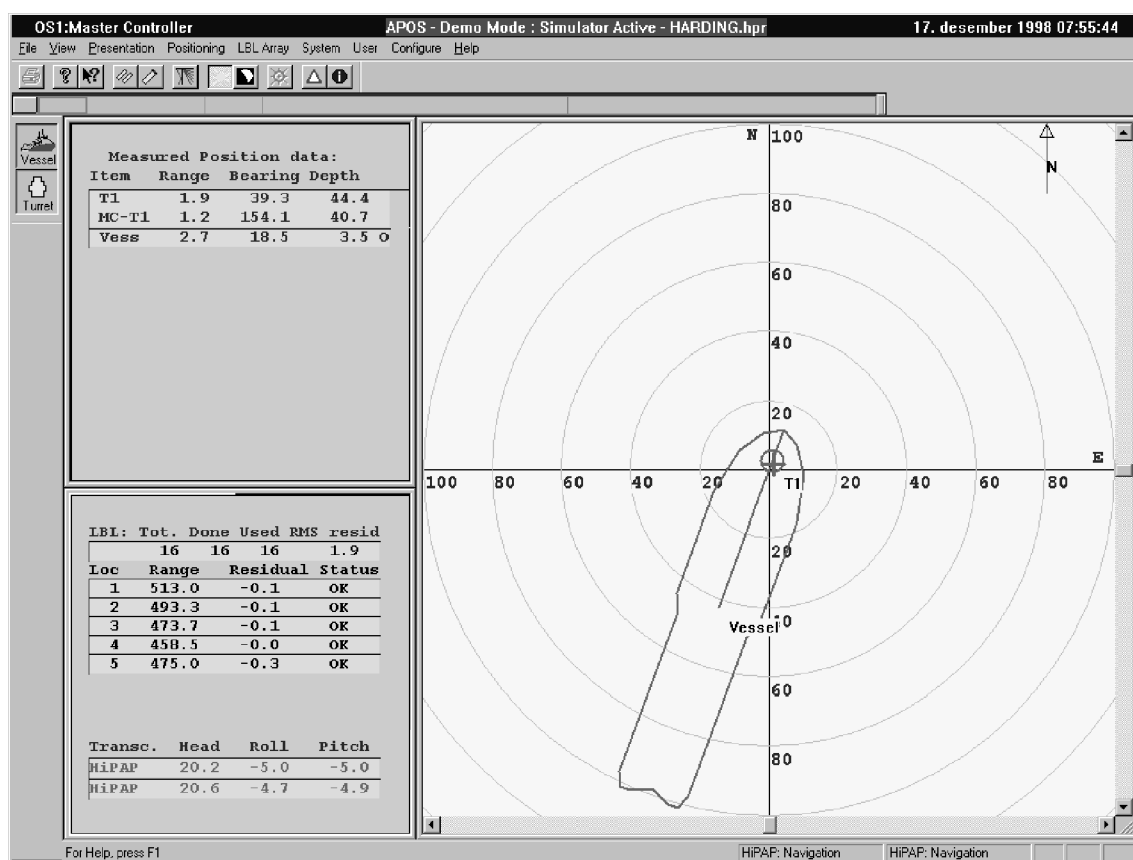 OS1:Master Controller APOS - Demo Mode : Simulator Active - HARDING.hpr 17. desember 1998 07:55:44
File View Presentation Positioning LBL Array System User Configure Help
Vessel
Turret
Measured Position data:
Item Range Bearing Depth
T1 1.9 39.3 44.4
MC-T1 1.2 154.1 40.7
Vess 2.7 18.5 3.5 O
LBL: Tot. Done Used RMS resid
16 16 16 1.9
Loc Range Residual Status
1 513.0 -0.1 OK
2 493.3 -0.1 OK
3 473.7 -0.1 OK
4 458.5 -0.0 OK
5 475.0 -0.3 OK
Transc. Head Roll Pitch
HiPAP 20.2 -5.0 -5.0
HiPAP 20.6 -4.7 -4.9
N 100
N
80
60
40
20
E
100 80 60 40 20 T1 20 40 60 80
20
Vessel 40
60
80
For Help, press F1 HiPAP: Navigation HiPAP: Navigation